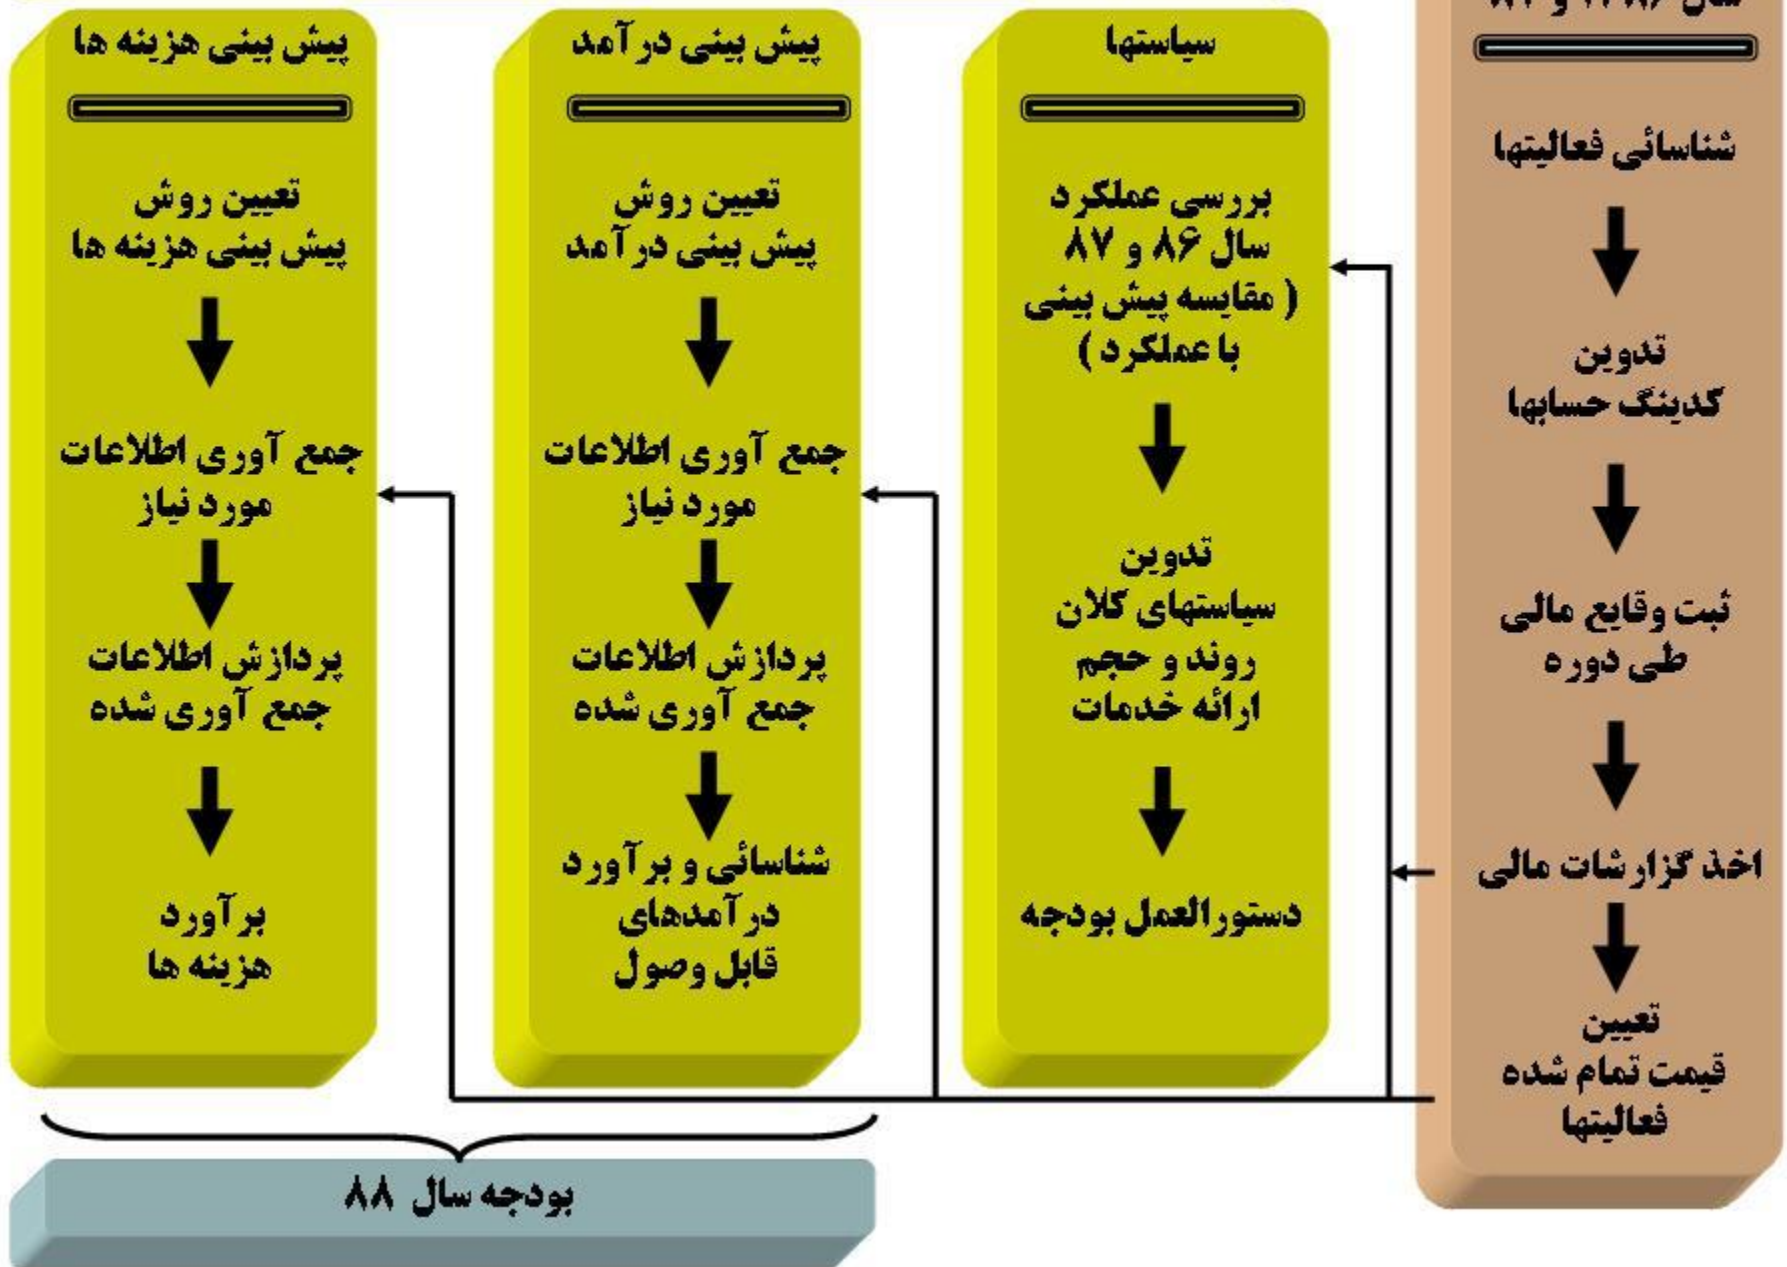 شناسائی فعالیتها
تدوین
کدینگ حسابها
ثبت وقایع مالی
طی دوره
اخذ گزارشات مالی
تعیین
قیمت تمام شده
فعالیتها
سیاستها
بررسی عملکرد
سال ۸۶ و ۸۷
( مقایسه پیش بینی
با عملکرد )
تدوین
سیاستهای کلان
روند و حجم
ارائه خدمات
دستورالعمل بودجه
پیش بینی درآمد
تعیین روش
پیش بینی درآمد
جمع آوری اطلاعات
مورد نیاز
پردازش اطلاعات
جمع آوری شده
شناسائی و برآورد
درآمدهای
قابل وصول
پیش بینی هزینه ها
تعیین روش
پیش بینی هزینه ها
جمع آوری اطلاعات
مورد نیاز
پردازش اطلاعات
جمع آوری شده
برآورد
هزینه ها
بودجه سال ۸۸